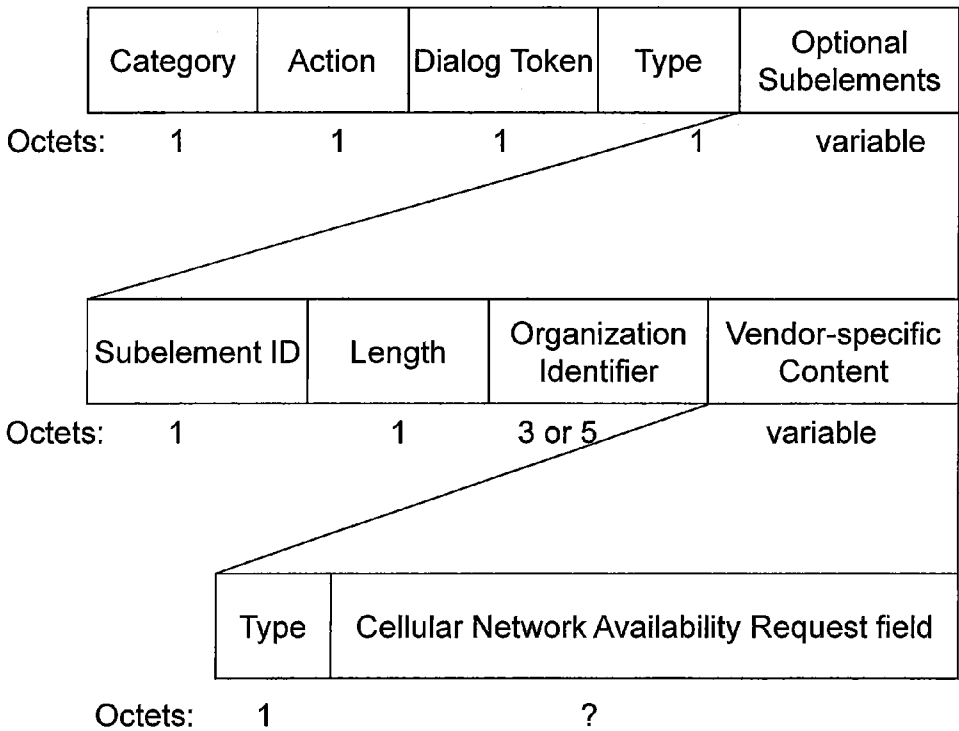 Category Action Dialog Token Type Optional Subelements
Octets: 1 1 1 1 variable
Subelement ID Length Organization Identifier Vendor-specific Content
Octets: 1 1 3 or 5 variable
Type Cellular Network Availability Request field
Octets: 1 ?